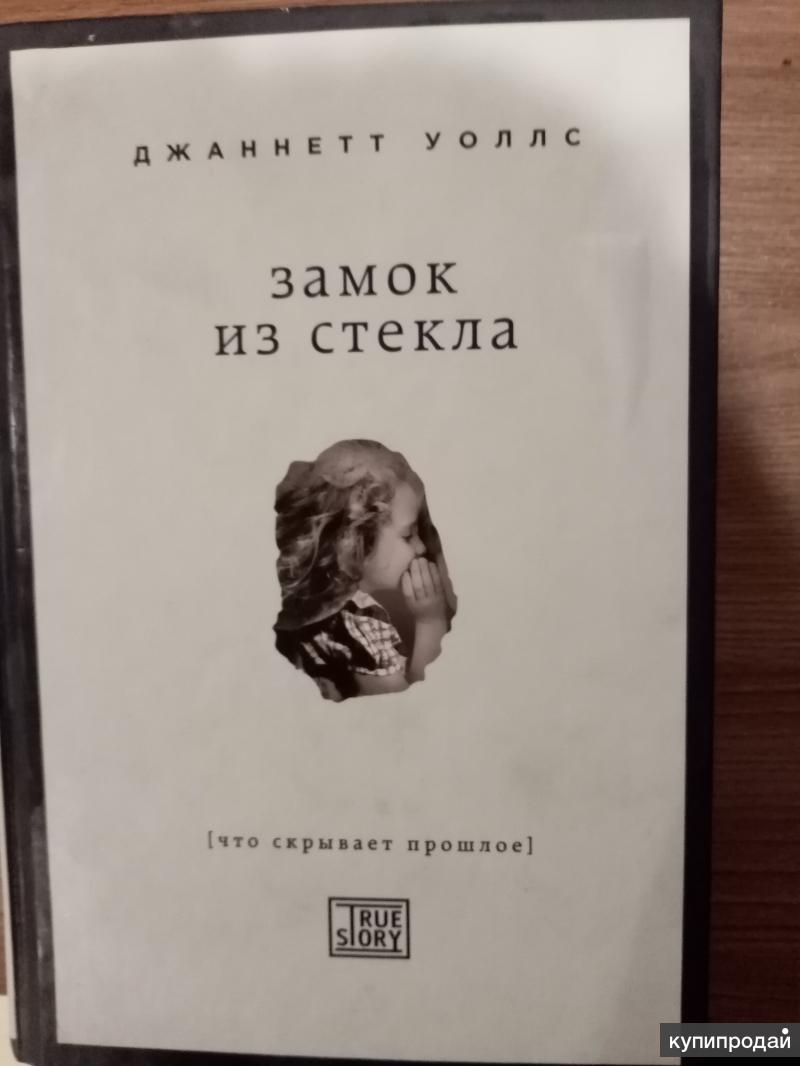 ДЖАННЕТТ УОЛЛС
замок
из стекла
[что скрывает прошлое]
TRUE
STORY
купипродай